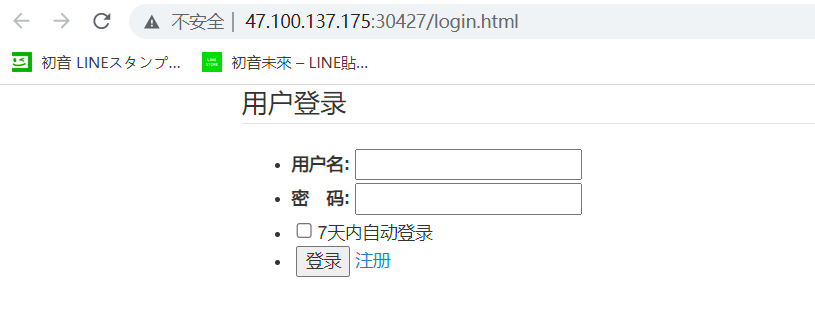 不安全 | 47.100.137.175:30427/login.html
初音 LINEスタンプ... 初音未來 – LINE貼...
用户登录
用户名:
密 码:
7天内自动登录
登录 注册